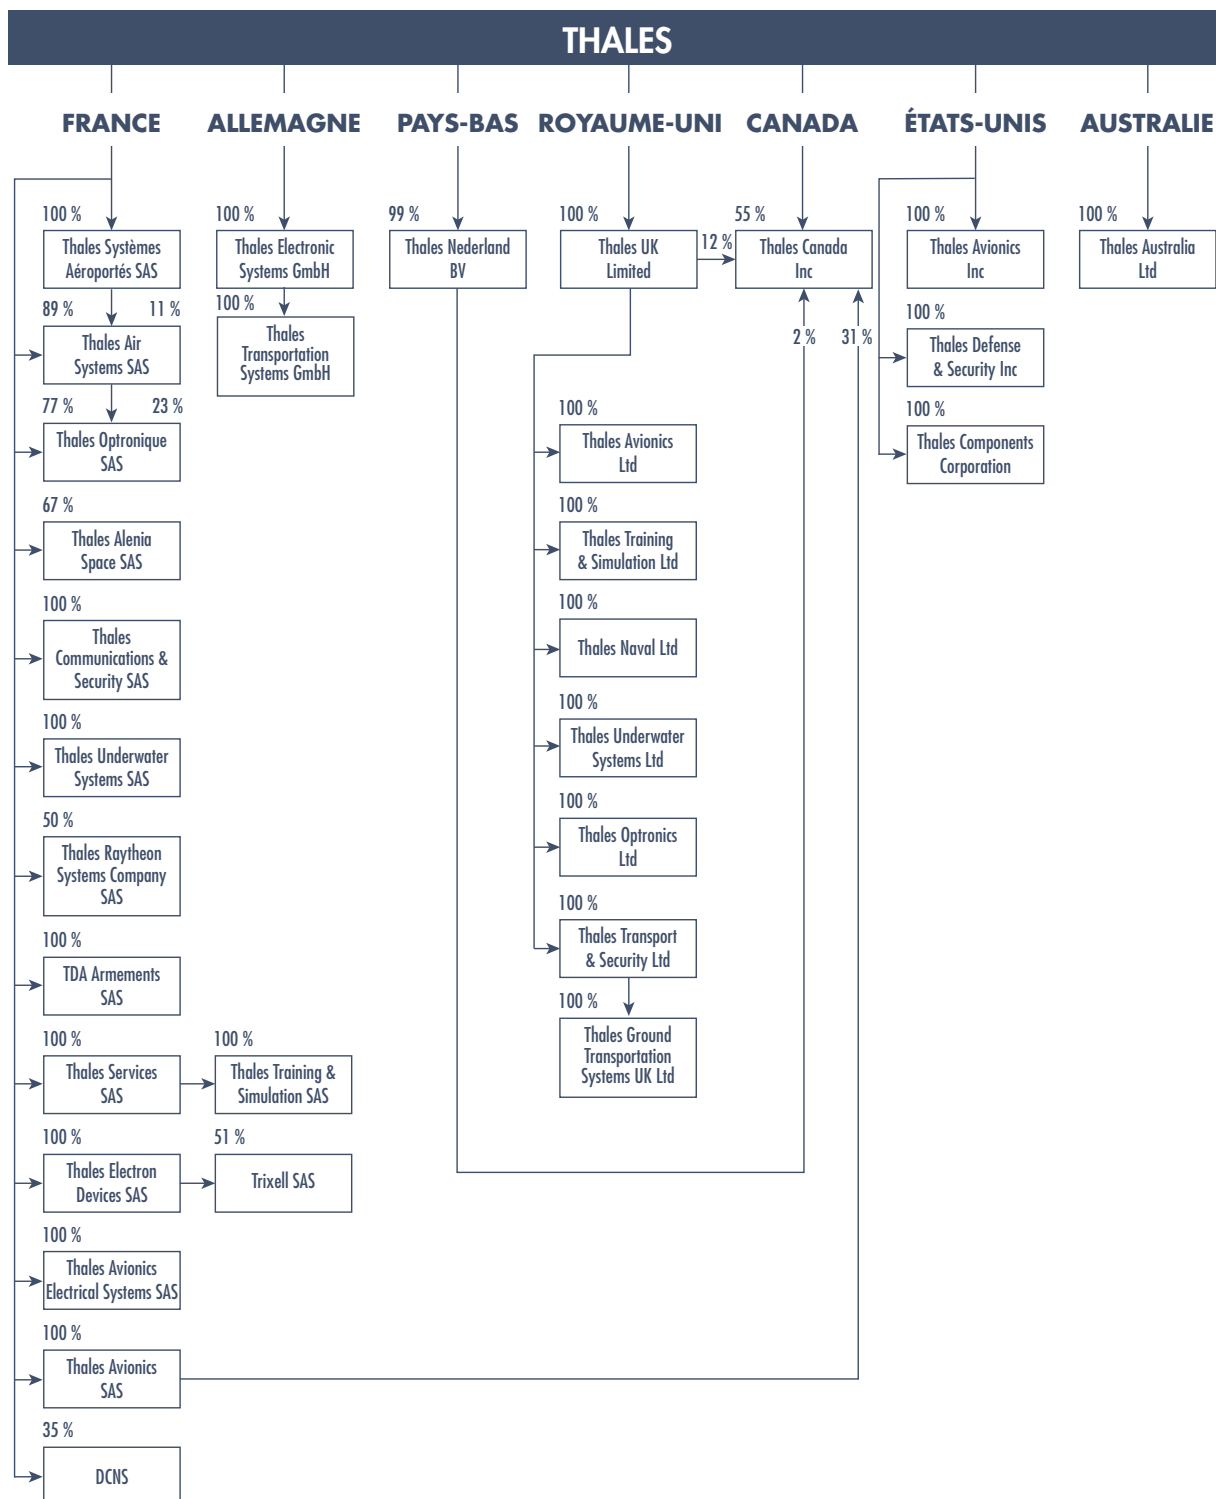 THALES
FRANCE
ALLEMAGNE
PAYS-BAS
ROYAUME-UNI
CANADA
ÉTATS-UNIS
AUSTRALIE
100 %
Thales Systèmes
Aéroportés SAS
89 %
11 %
Thales Air
Systems SAS
77 %
23 %
Thales Optronique
SAS
67 %
Thales Alenia
Space SAS
100 %
Thales
Communications &
Security SAS
100 %
Thales Underwater
Systems SAS
50 %
Thales Raytheon
Systems Company
SAS
100 %
TDA Armements
SAS
100 %
Thales Services
SAS
100 %
Thales Training &
Simulation SAS
100 %
Thales Electron
Devices SAS
51 %
Trixell SAS
100 %
Thales Avionics
Electrical Systems SAS
100 %
Thales Avionics
SAS
35 %
DCNS
100 %
Thales Electronic
Systems GmbH
100 %
Thales
Transportation
Systems GmbH
99 %
Thales Nederland
BV
100 %
Thales UK
Limited
12 %
100 %
Thales Avionics
Ltd
100 %
Thales Training
& Simulation Ltd
100 %
Thales Naval Ltd
100 %
Thales Underwater
Systems Ltd
100 %
Thales Optronics
Ltd
100 %
Thales Transport
& Security Ltd
100 %
Thales Ground
Transportation
Systems UK Ltd
55 %
Thales Canada
Inc
2 %
31 %
100 %
Thales Avionics
Inc
100 %
Thales Defense
& Security Inc
100 %
Thales Components
Corporation
100 %
Thales Australia
Ltd